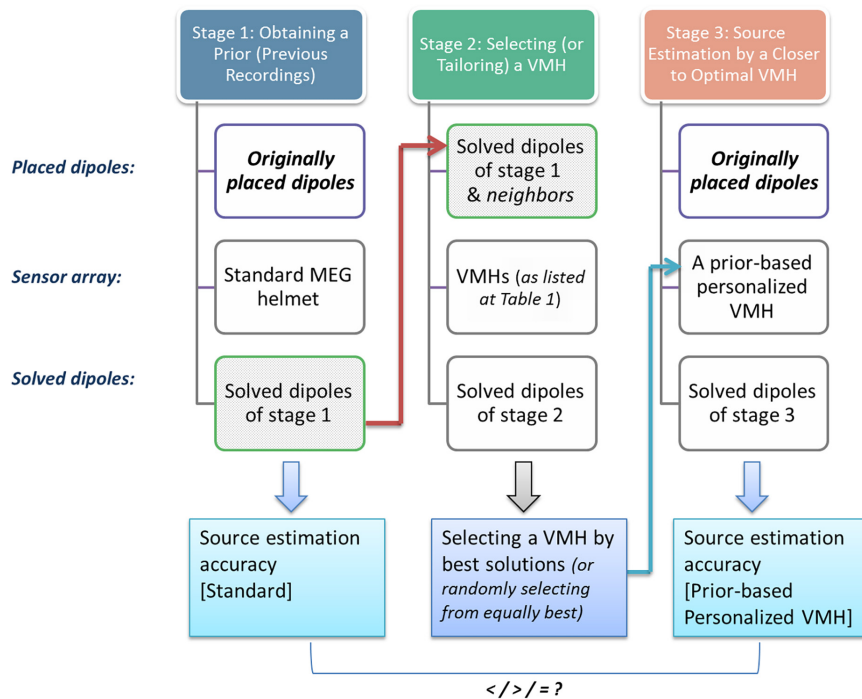 Stage 1: Obtaining a
Prior (Previous
Recordings)
Stage 2: Selecting (or
Tailoring) a VMH
Stage 3: Source
Estimation by a Closer
to Optimal VMH
Placed dipoles:
Originally
placed dipoles
Solved dipoles
of stage 1
& neighbors
Originally
placed dipoles
Sensor array:
Standard MEG
helmet
VMHs (as listed
at Table 1)
A prior-based
personalized
VMH
Solved dipoles:
Solved dipoles
of stage 1
Solved dipoles
of stage 2
Solved dipoles
of stage 3
Source estimation
accuracy
[Standard]
Selecting a VMH by
best solutions (or
randomly selecting
from equally best)
Source estimation
accuracy
[Prior-based
Personalized VMH]
< / > / = ?